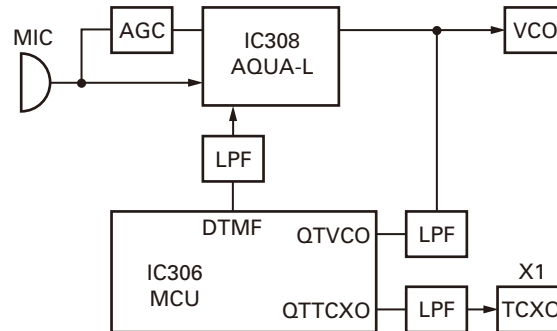 MIC
AGC
IC308
AQUA-L
VCO
LPF
DTMF
QTVCO
LPF
IC306
MCU
X1
QTTCXO
LPF
TCXO